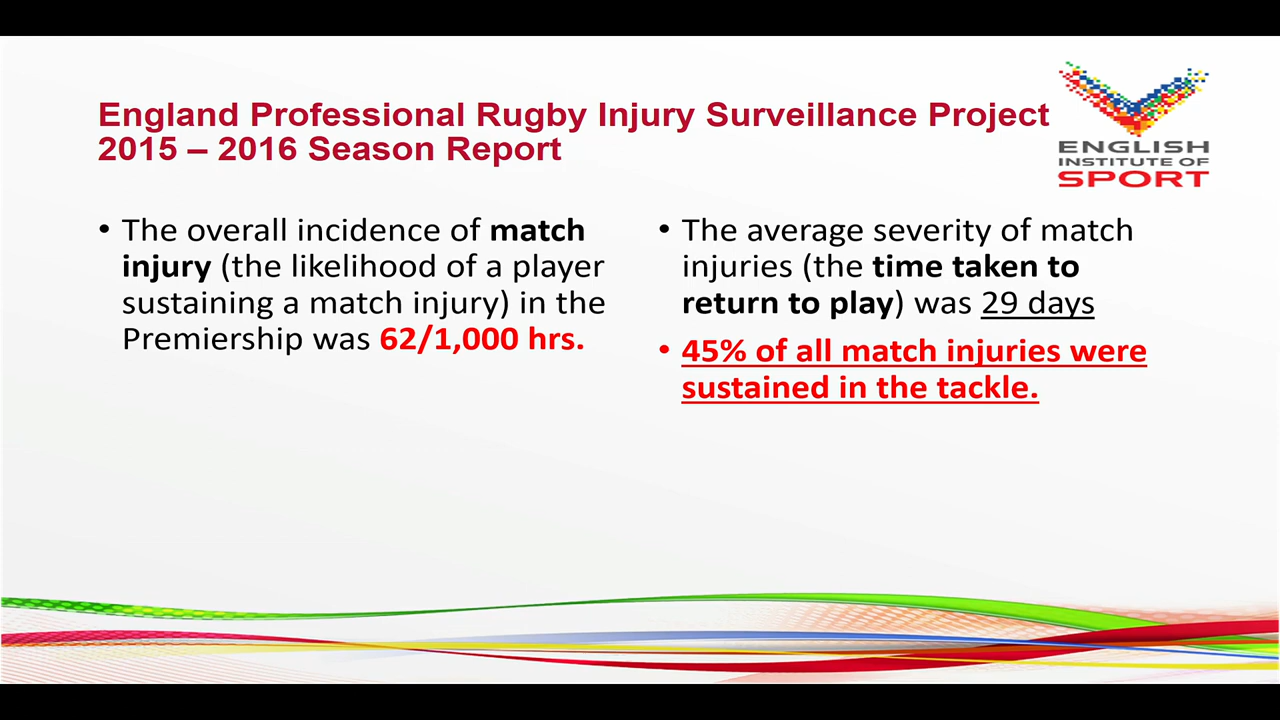 England Professional Rugby Injury Surveillance Project
2015 – 2016 Season Report
ENGLISH
INSTITUTE OF
SPORT
• The overall incidence of match
injury (the likelihood of a player
sustaining a match injury) in the
Premiership was 62/1,000 hrs.
• The average severity of match
injuries (the time taken to
return to play) was 29 days
• 45% of all match injuries were
sustained in the tackle.